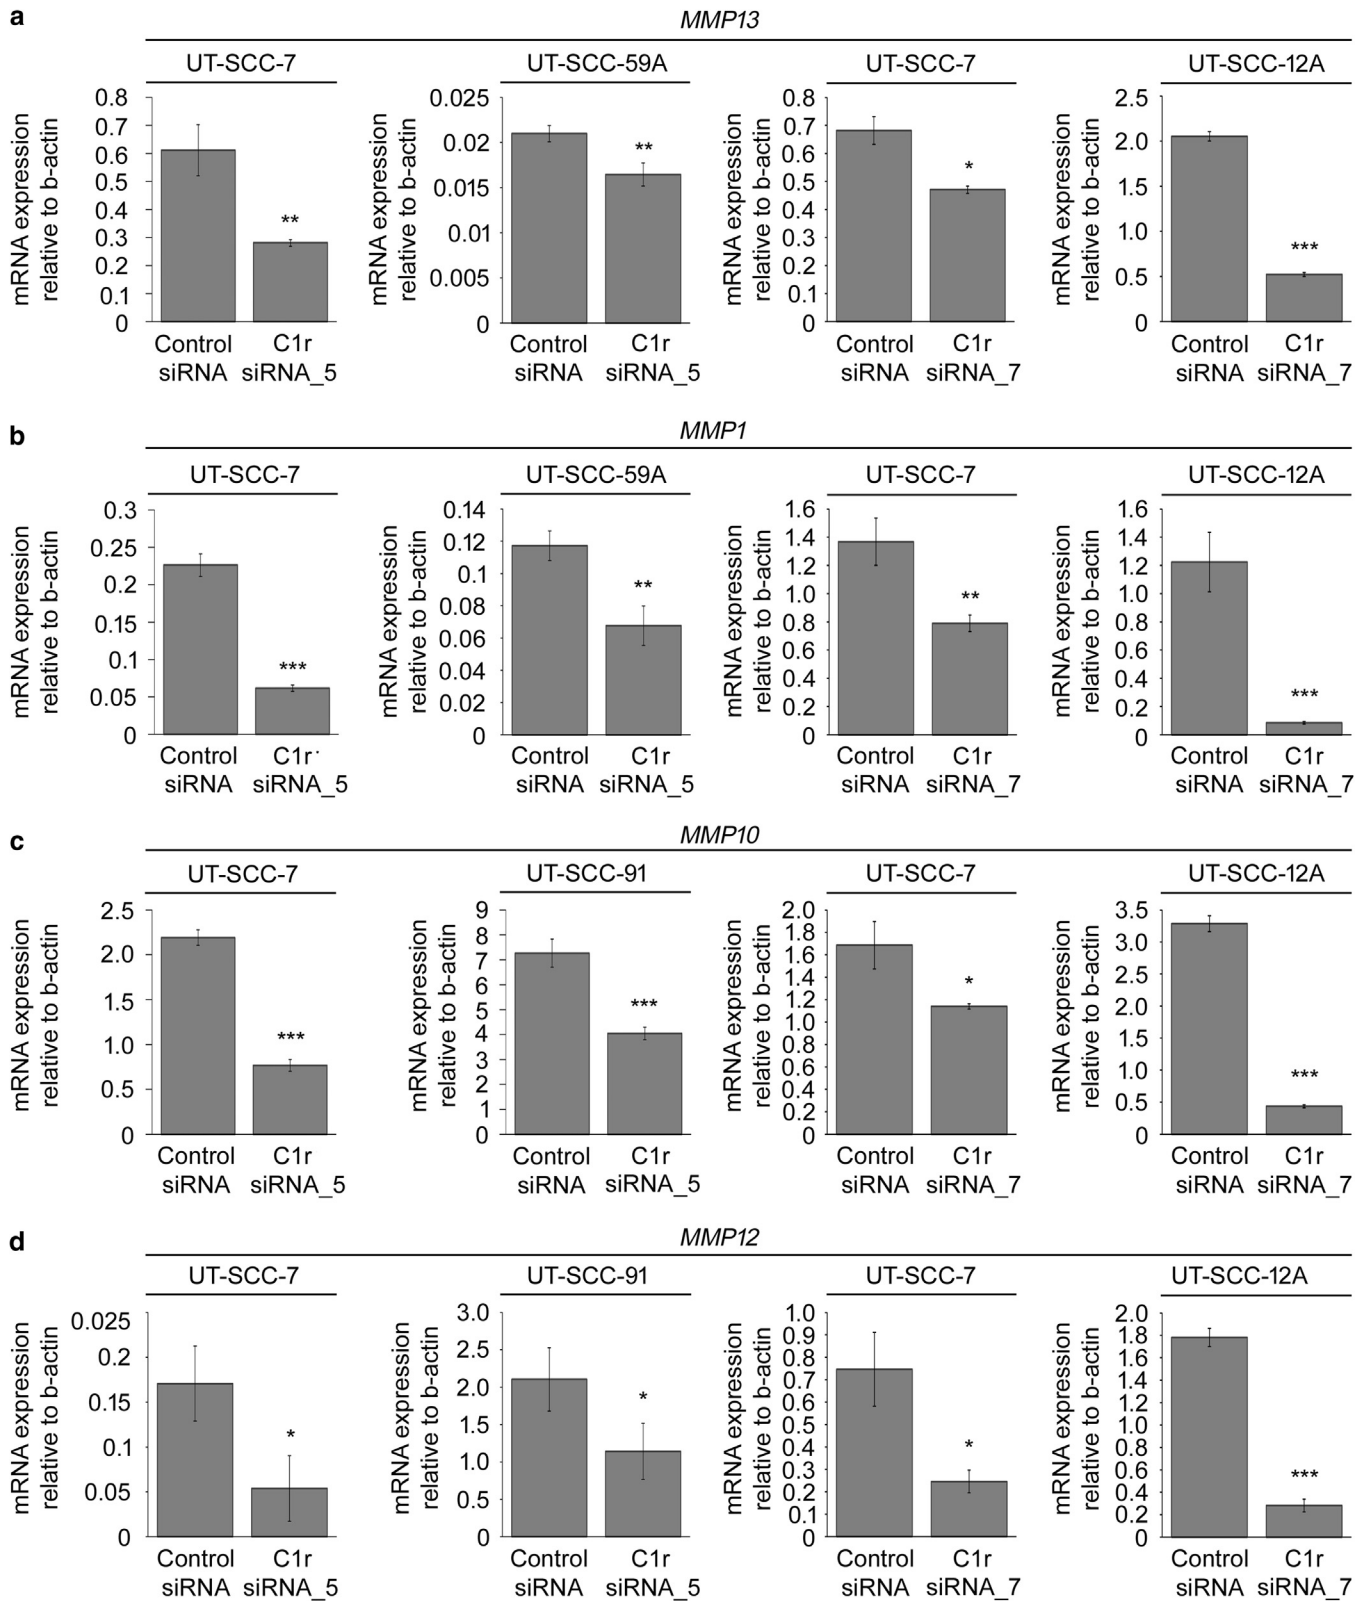 a
MMP13
UT-SCC-7
mRNA expression
relative to b-actin
0.8
0.7
0.6
0.5
0.4
0.3
0.2
0.1
0
**
Control
siRNA
C1r
siRNA_5
UT-SCC-59A
mRNA expression
relative to b-actin
0.025
0.02
0.015
0.01
0.005
0
**
Control
siRNA
C1r
siRNA_5
UT-SCC-7
mRNA expression
relative to b-actin
0.8
0.7
0.6
0.5
0.4
0.3
0.2
0.1
0
*
Control
siRNA
C1r
siRNA_7
UT-SCC-12A
mRNA expression
relative to b-actin
2.5
2.0
1.5
1.0
0.5
0
***
Control
siRNA
C1r
siRNA_7
b
MMP1
UT-SCC-7
mRNA expression
relative to b-actin
0.3
0.25
0.2
0.15
0.1
0.05
0
***
Control
siRNA
C1r
siRNA_5
UT-SCC-59A
mRNA expression
relative to b-actin
0.14
0.12
0.1
0.08
0.06
0.04
0.02
0
**
Control
siRNA
C1r
siRNA_5
UT-SCC-7
mRNA expression
relative to b-actin
1.6
1.4
1.2
1.0
0.8
0.6
0.4
0.2
0
**
Control
siRNA
C1r
siRNA_7
UT-SCC-12A
mRNA expression
relative to b-actin
1.6
1.4
1.2
1.0
0.8
0.6
0.4
0.2
0
***
Control
siRNA
C1r
siRNA_7
c
MMP10
UT-SCC-7
mRNA expression
relative to b-actin
2.5
2.0
1.5
1.0
0.5
0
***
Control
siRNA
C1r
siRNA_5
UT-SCC-91
mRNA expression
relative to b-actin
9
8
7
6
5
4
3
2
1
0
***
Control
siRNA
C1r
siRNA_5
UT-SCC-7
mRNA expression
relative to b-actin
2.0
1.8
1.6
1.4
1.2
1.0
0.8
0.6
0.4
0.2
0
*
Control
siRNA
C1r
siRNA_7
UT-SCC-12A
mRNA expression
relative to b-actin
3.5
3.0
2.5
2.0
1.5
1.0
0.5
0
***
Control
siRNA
C1r
siRNA_7
d
MMP12
UT-SCC-7
mRNA expression
relative to b-actin
0.025
0.2
0.15
0.1
0.05
0
*
Control
siRNA
C1r
siRNA_5
UT-SCC-91
mRNA expression
relative to b-actin
3.0
2.5
2.0
1.5
1.0
0.5
0
*
Control
siRNA
C1r
siRNA_5
UT-SCC-7
mRNA expression
relative to b-actin
1.0
0.9
0.8
0.7
0.6
0.5
0.4
0.3
0.2
0.1
0
*
Control
siRNA
C1r
siRNA_7
UT-SCC-12A
mRNA expression
relative to b-actin
2.0
1.8
1.6
1.4
1.2
1.0
0.8
0.6
0.4
0.2
0
***
Control
siRNA
C1r
siRNA_7